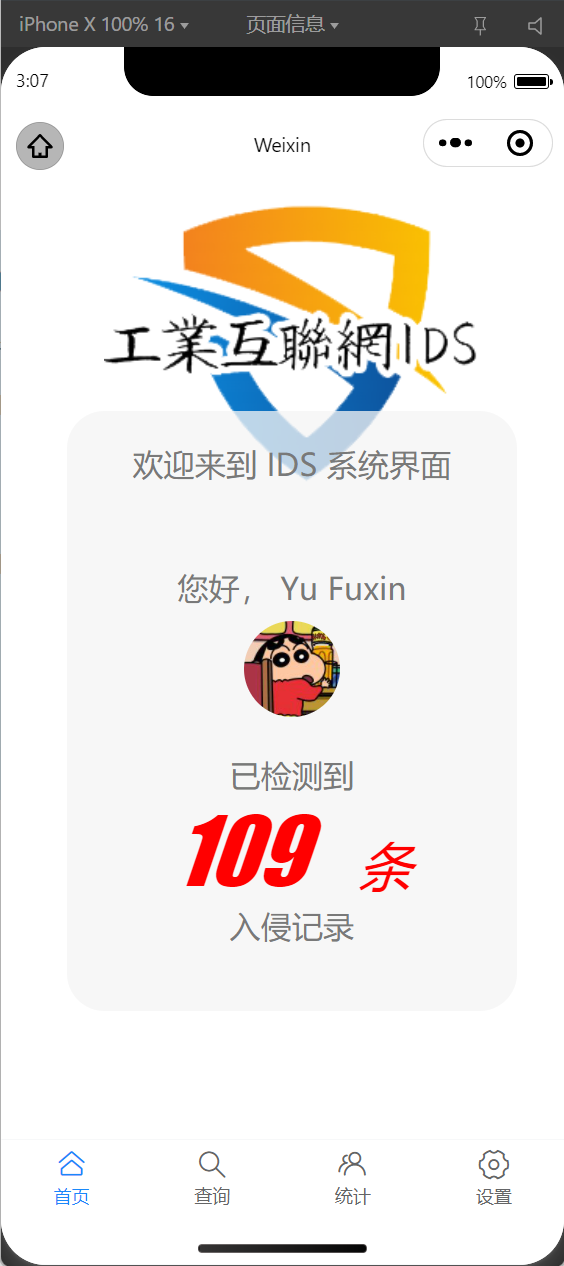 iPhone X 100% 16 页面信息
3:07 100%
Weixin
工業互聯網IDS
欢迎来到 IDS 系统界面
您好， Yu Fuxin
已检测到
109 条
入侵记录
首页 查询 统计 设置